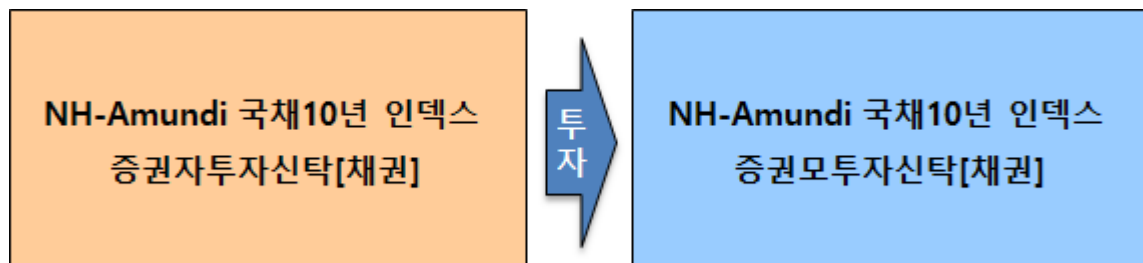 NH-Amundi 국채10년 인덱스
증권자투자신탁[채권]
투
자
NH-Amundi 국채10년 인덱스
증권모투자신탁[채권]